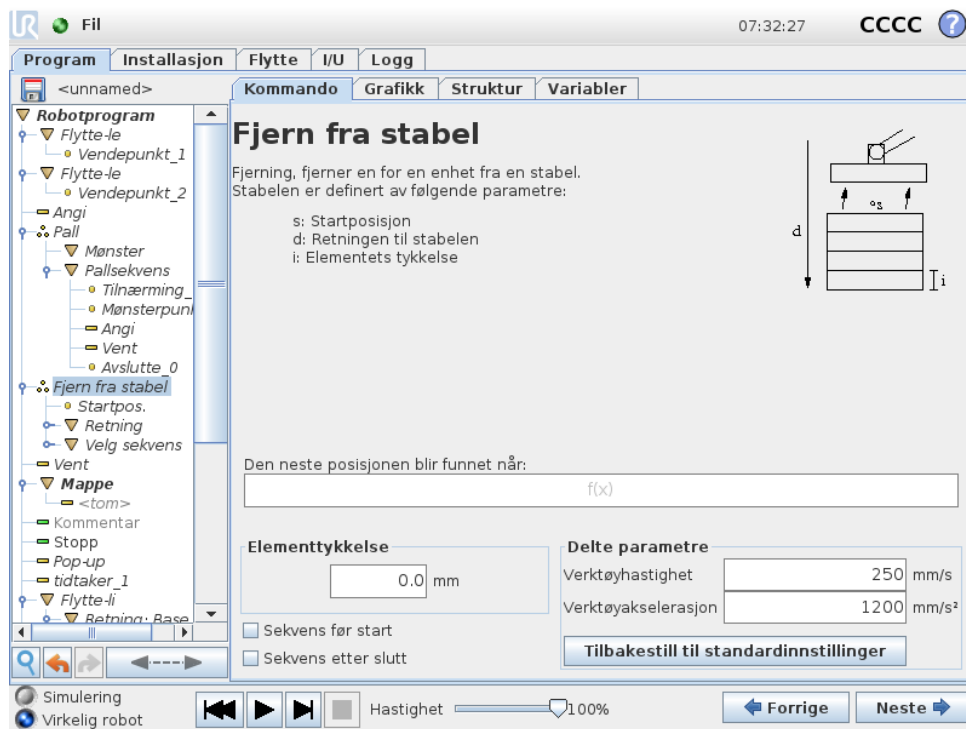 UR Fil 07:32:27 CCCC ?
Program Installasjon Flytte I/U Logg
<unnamed>
Kommando Grafikk Struktur Variabler
Robotprogram
Flytte-le
Vendepunkt_1
Flytte-le
Vendepunkt_2
Angi
Pall
Mønster
Pallsekvens
Tilnærming_
Mønsterpunl
Angi
Vent
Avslutte_0
Fjern fra stabel
Startpos.
Retning
Velg sekvens
Vent
Mappe
<tom>
Kommentar
Stopp
Pop-up
tidtaker_1
Flytte-li
Retning: Base
Fjern fra stabel
Fjerning, fjerner en for en enhet fra en stabel.
Stabelen er definert av følgende parametre:
s: Startposisjon
d: Retningen til stabelen
i: Elementets tykkelse
d
s
i
Den neste posisjonen blir funnet når:
f(x)
Elementtykkelse
0.0 mm
Sekvens før start
Sekvens etter slutt
Delte parametre
Verktøyhastighet 250 mm/s
Verktøyakselerasjon 1200 mm/s²
Tilbakestill til standardinnstillinger
Simulering
Virkelig robot
Hastighet 100%
Forrige Neste